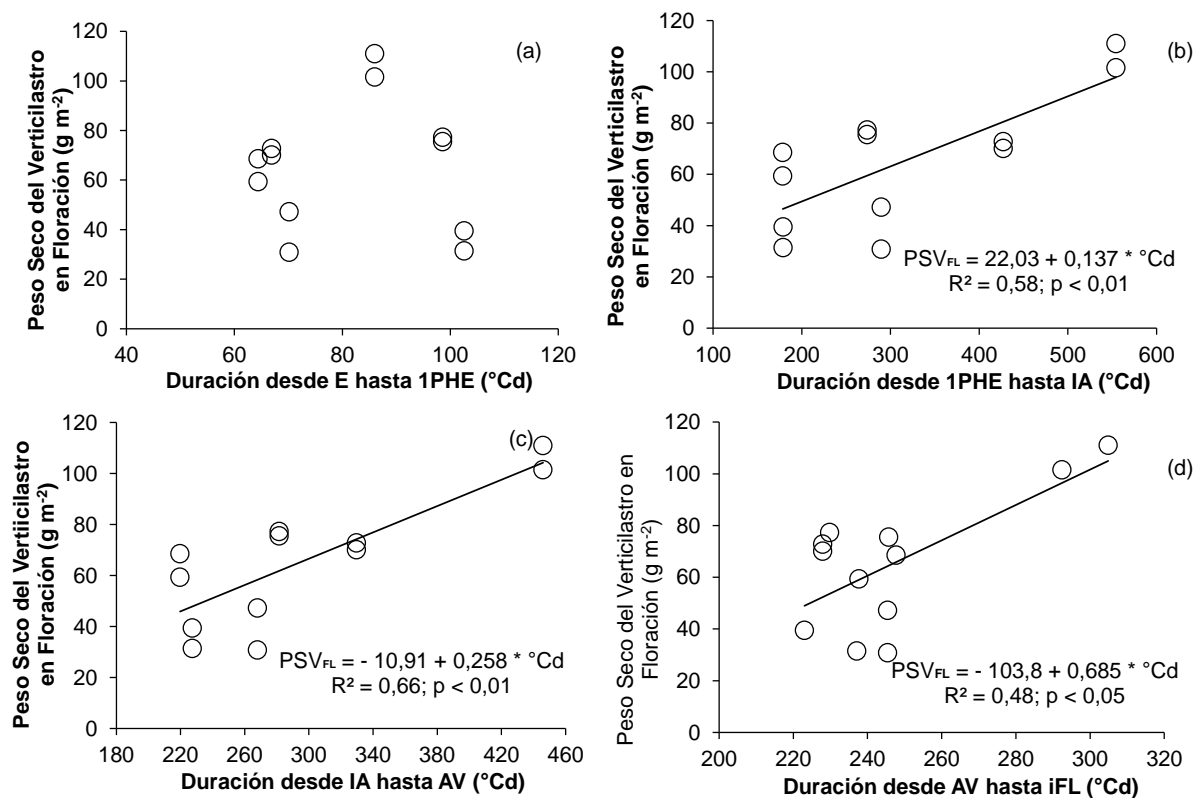 Peso Seco del Verticilastro
en Floración (g m-2)
120
100
80
60
40
20
0
(a)
40 60 80 100 120
Duración desde E hasta 1PHE (°Cd)
Peso Seco del Verticilastro
en Floración (g m-2)
120
100
80
60
40
20
0
(b)
PSVFL = 22,03 + 0,137 * °Cd
R² = 0,58; p < 0,01
100 200 300 400 500 600
Duración desde 1PHE hasta IA (°Cd)
Peso Seco del Vertiicilastro
en Floración (g m-2)
120
100
80
60
40
20
0
(c)
PSVFL = - 10,91 + 0,258 * °Cd
R² = 0,66; p < 0,01
180 220 260 300 340 380 420 460
Duración desde IA hasta AV (°Cd)
Peso Seco del Verticilastro en
Floración (g m-2)
120
100
80
60
40
20
0
(d)
PSVFL = - 103,8 + 0,685 * °Cd
R² = 0,48; p < 0,05
200 220 240 260 280 300 320
Duración desde AV hasta iFL (°Cd)